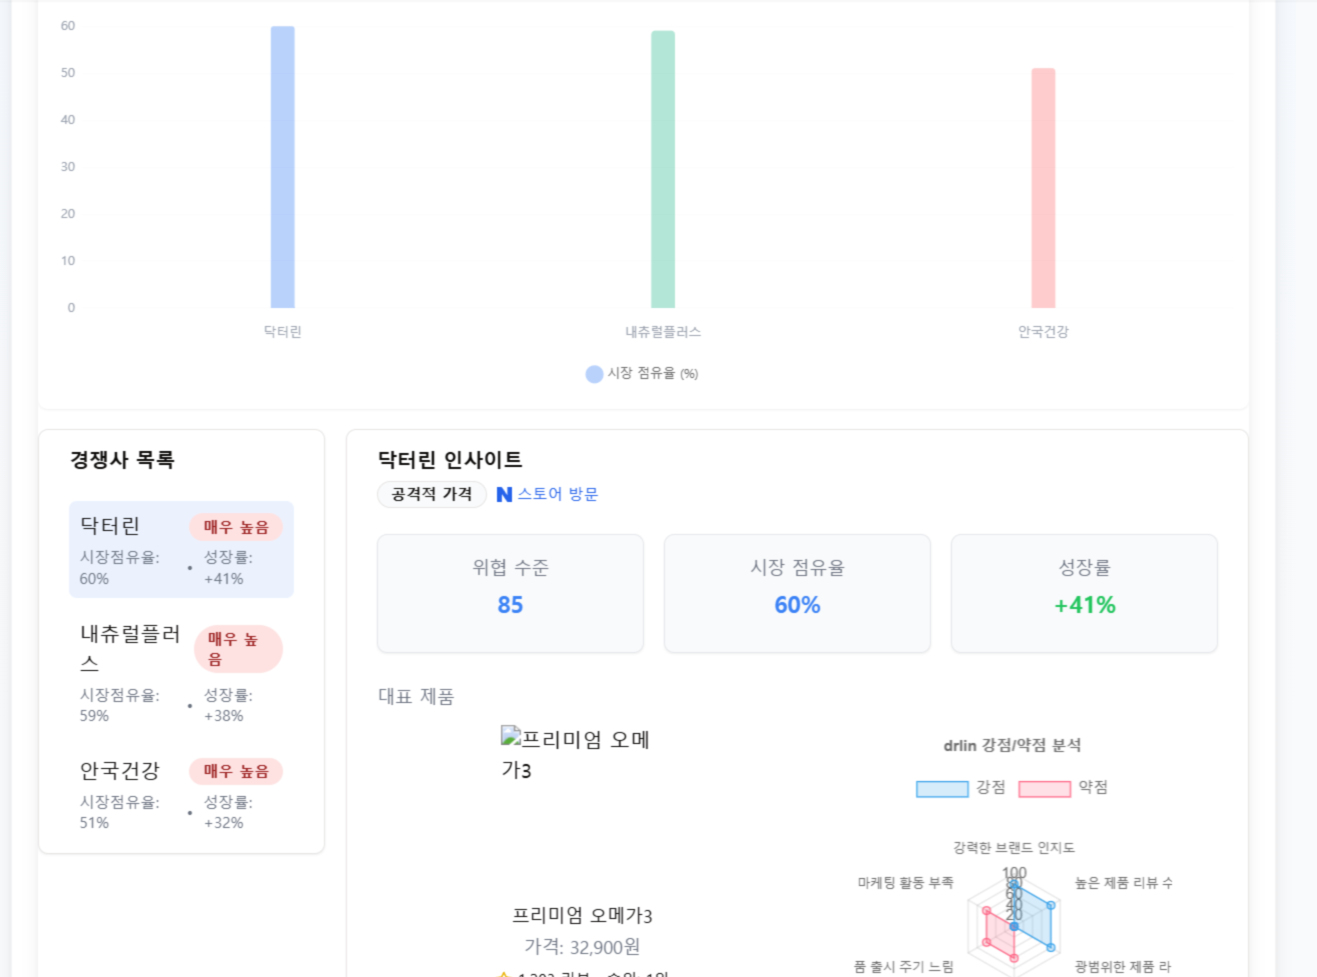 60
50
40
30
20
10
0
닥터린
내츄럴플러스
안국건강
시장 점유율 (%)
경쟁사 목록
닥터린
매우 높음
시장점유율:
60%
•
성장률:
+41%
내츄럴플러
스
매우 높
음
시장점유율:
59%
•
성장률:
+38%
안국건강
매우 높음
시장점유율:
51%
•
성장률:
+32%
닥터린 인사이트
공격적 가격
N 스토어 방문
위협 수준
85
시장 점유율
60%
성장률
+41%
대표 제품
프리미엄 오메
가3
프리미엄 오메가3
가격: 32,900원
drlin 강점/약점 분석
강점
약점
강력한 브랜드 인지도
마케팅 활동 부족
높은 제품 리뷰 수
100
80
60
40
20
품 출시 주기 느림
광범위한 제품 라